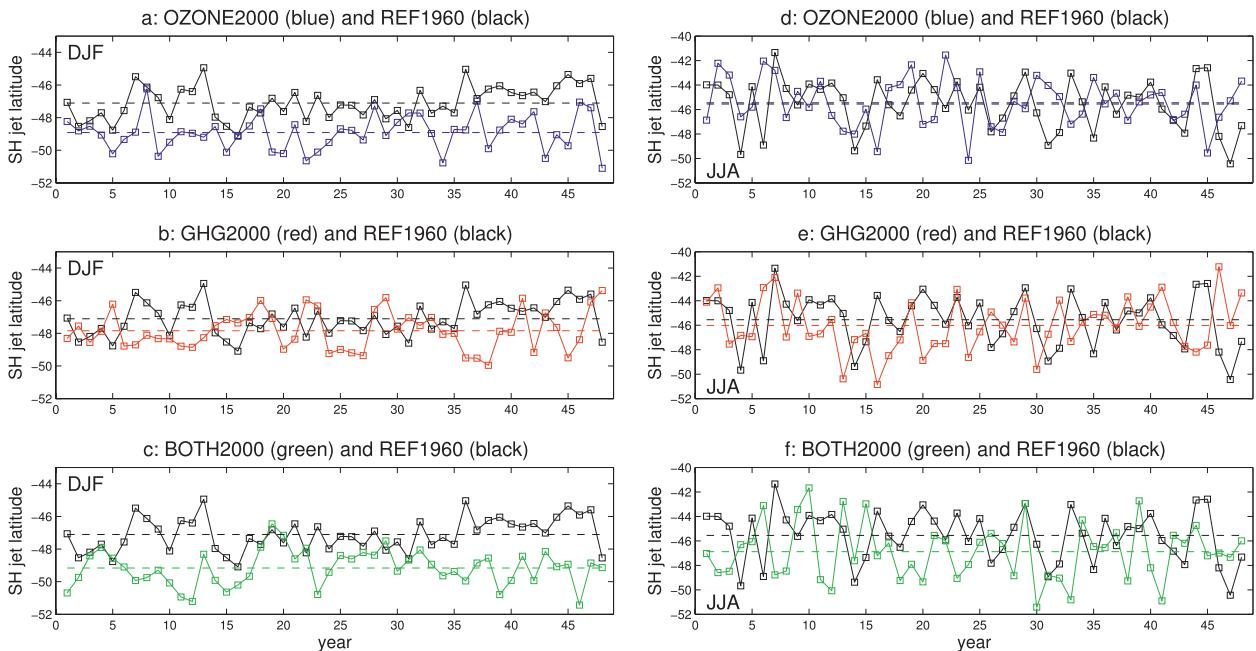 a: OZONE2000 (blue) and REF1960 (black)
DJF
SH jet latitude
−44
−46
−48
−50
−52
0 5 10 15 20 25 30 35 40 45
b: GHG2000 (red) and REF1960 (black)
DJF
SH jet latitude
−44
−46
−48
−50
−52
0 5 10 15 20 25 30 35 40 45
c: BOTH2000 (green) and REF1960 (black)
DJF
SH jet latitude
−44
−46
−48
−50
−52
0 5 10 15 20 25 30 35 40 45
year
d: OZONE2000 (blue) and REF1960 (black)
SH jet latitude
−40
−42
−44
−46
−48
−50
−52
JJA
0 5 10 15 20 25 30 35 40 45
e: GHG2000 (red) and REF1960 (black)
SH jet latitude
−40
−42
−44
−46
−48
−50
−52
JJA
0 5 10 15 20 25 30 35 40 45
f: BOTH2000 (green) and REF1960 (black)
SH jet latitude
−40
−42
−44
−46
−48
−50
−52
JJA
0 5 10 15 20 25 30 35 40 45
year